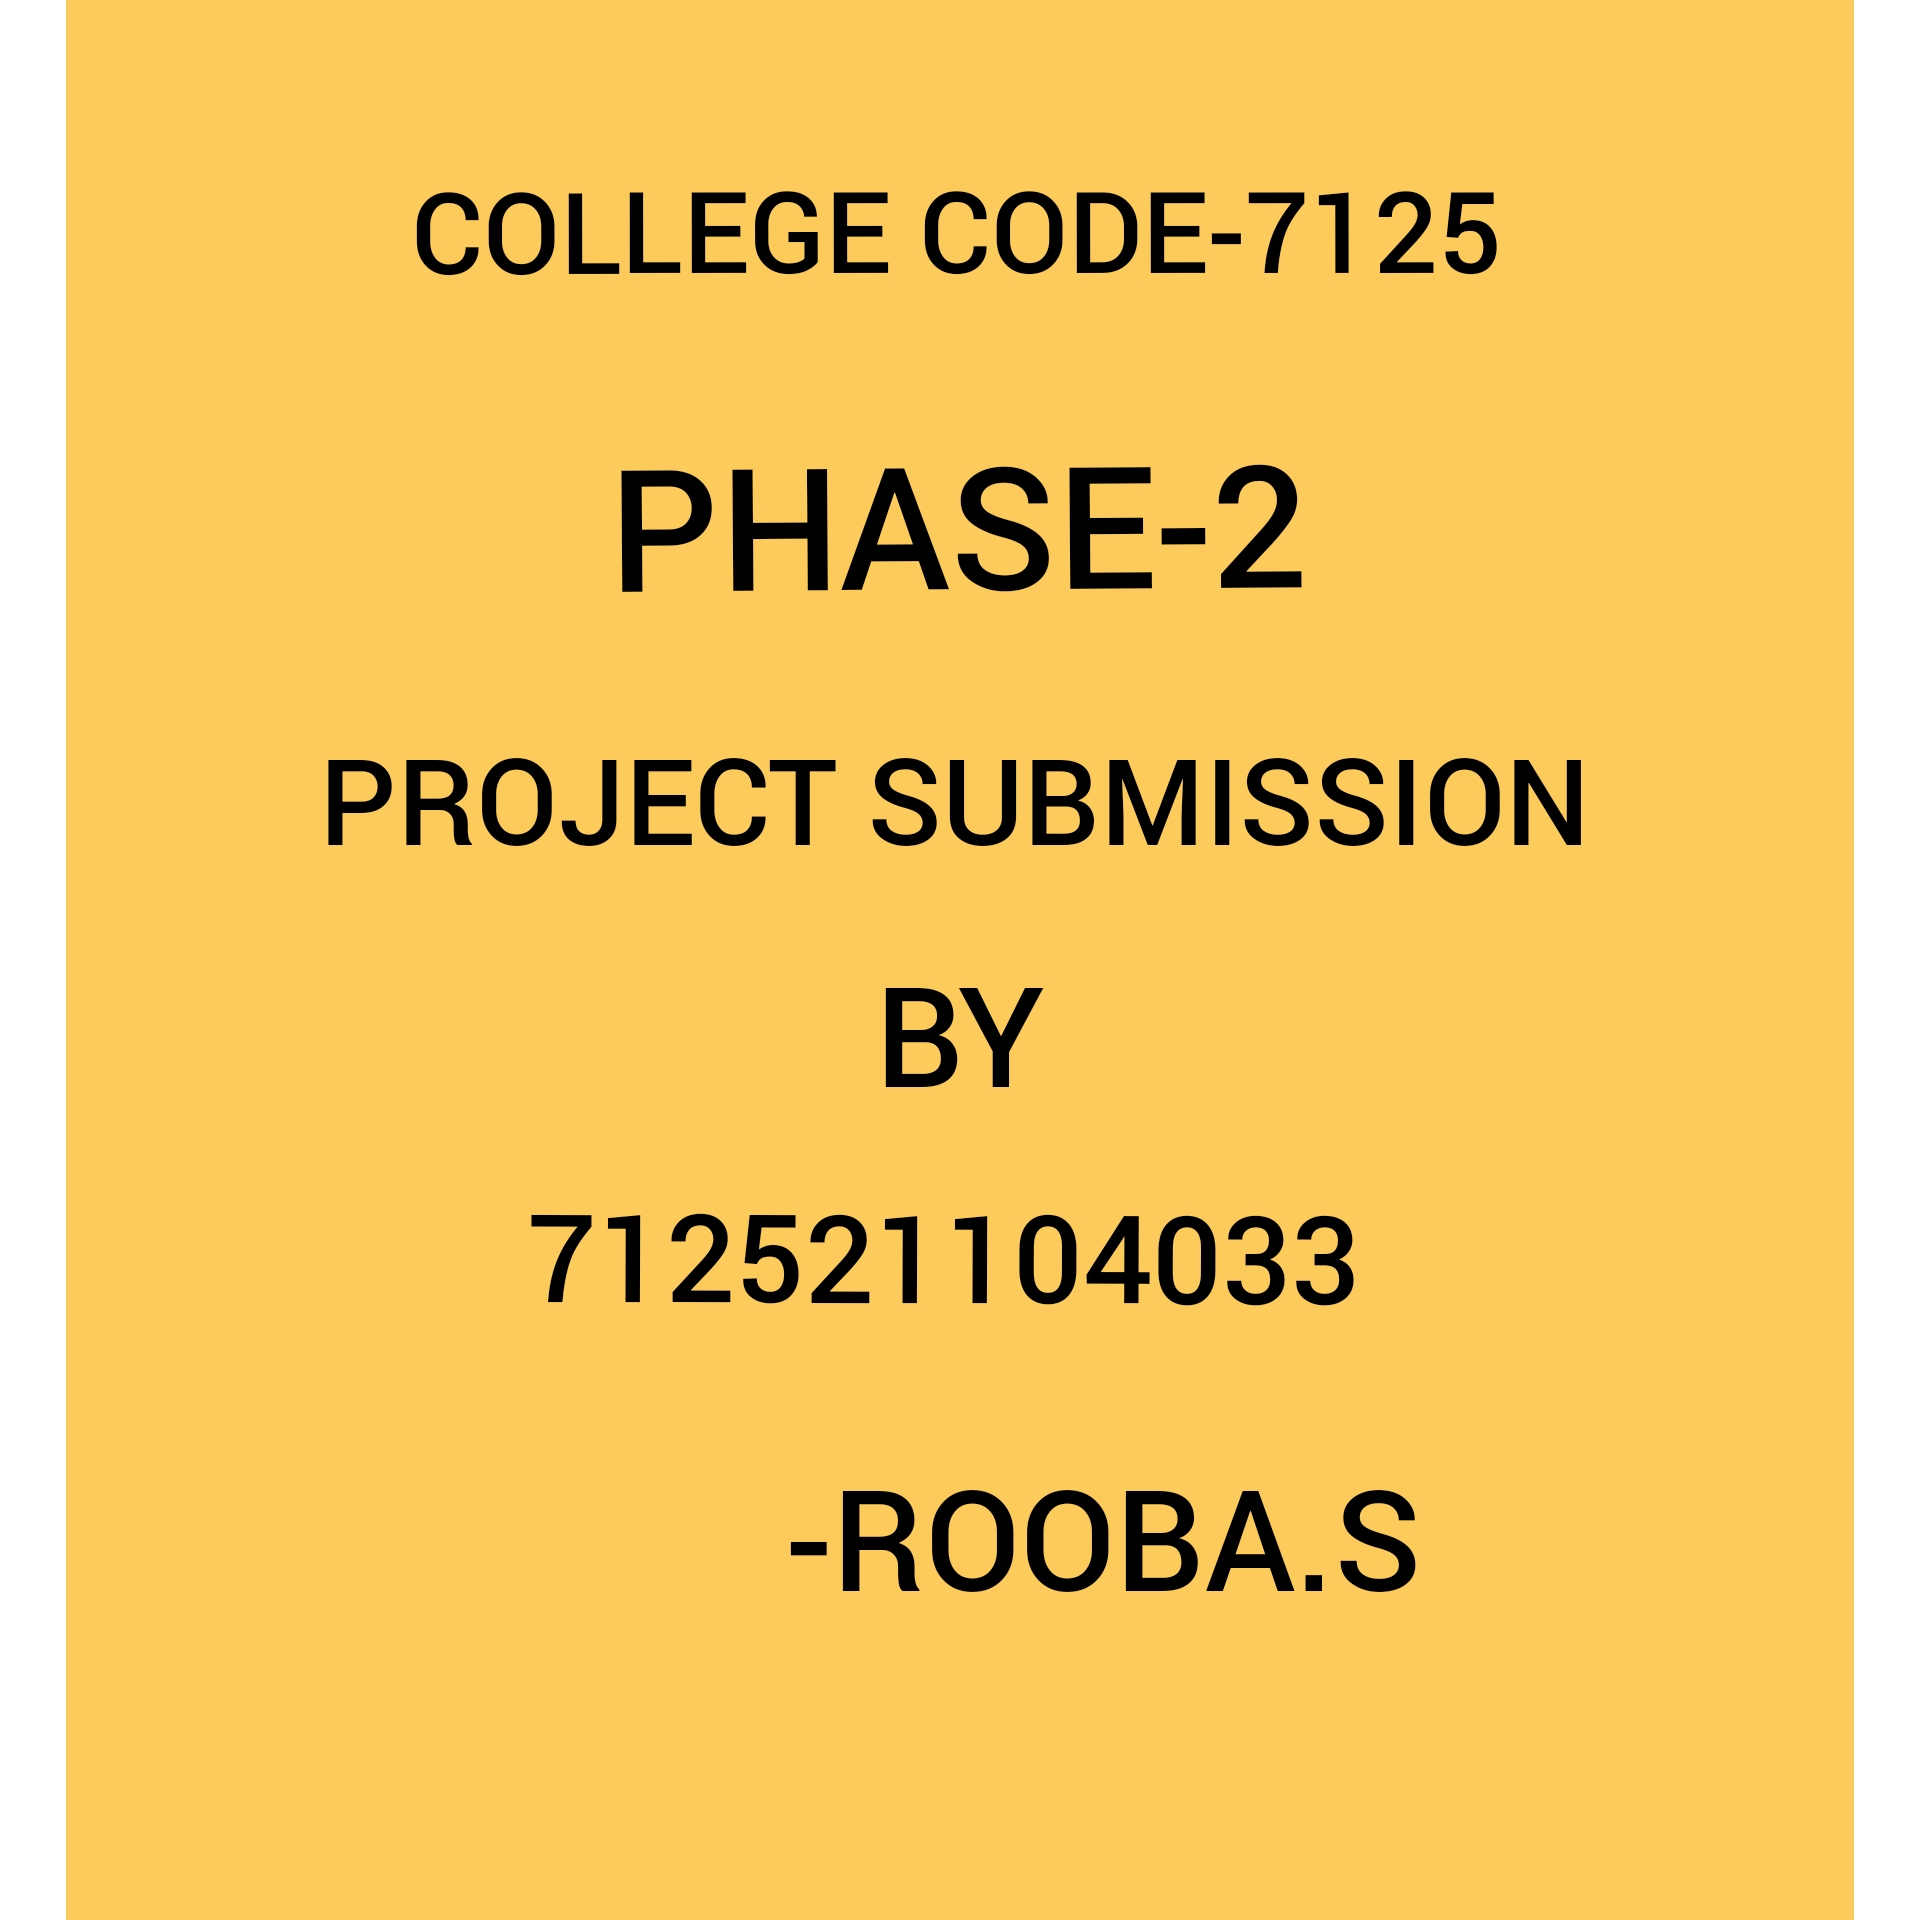 COLLEGE CODE-7125
PHASE-2
PROJECT SUBMISSION
BY
712521104033
-ROOBA.S